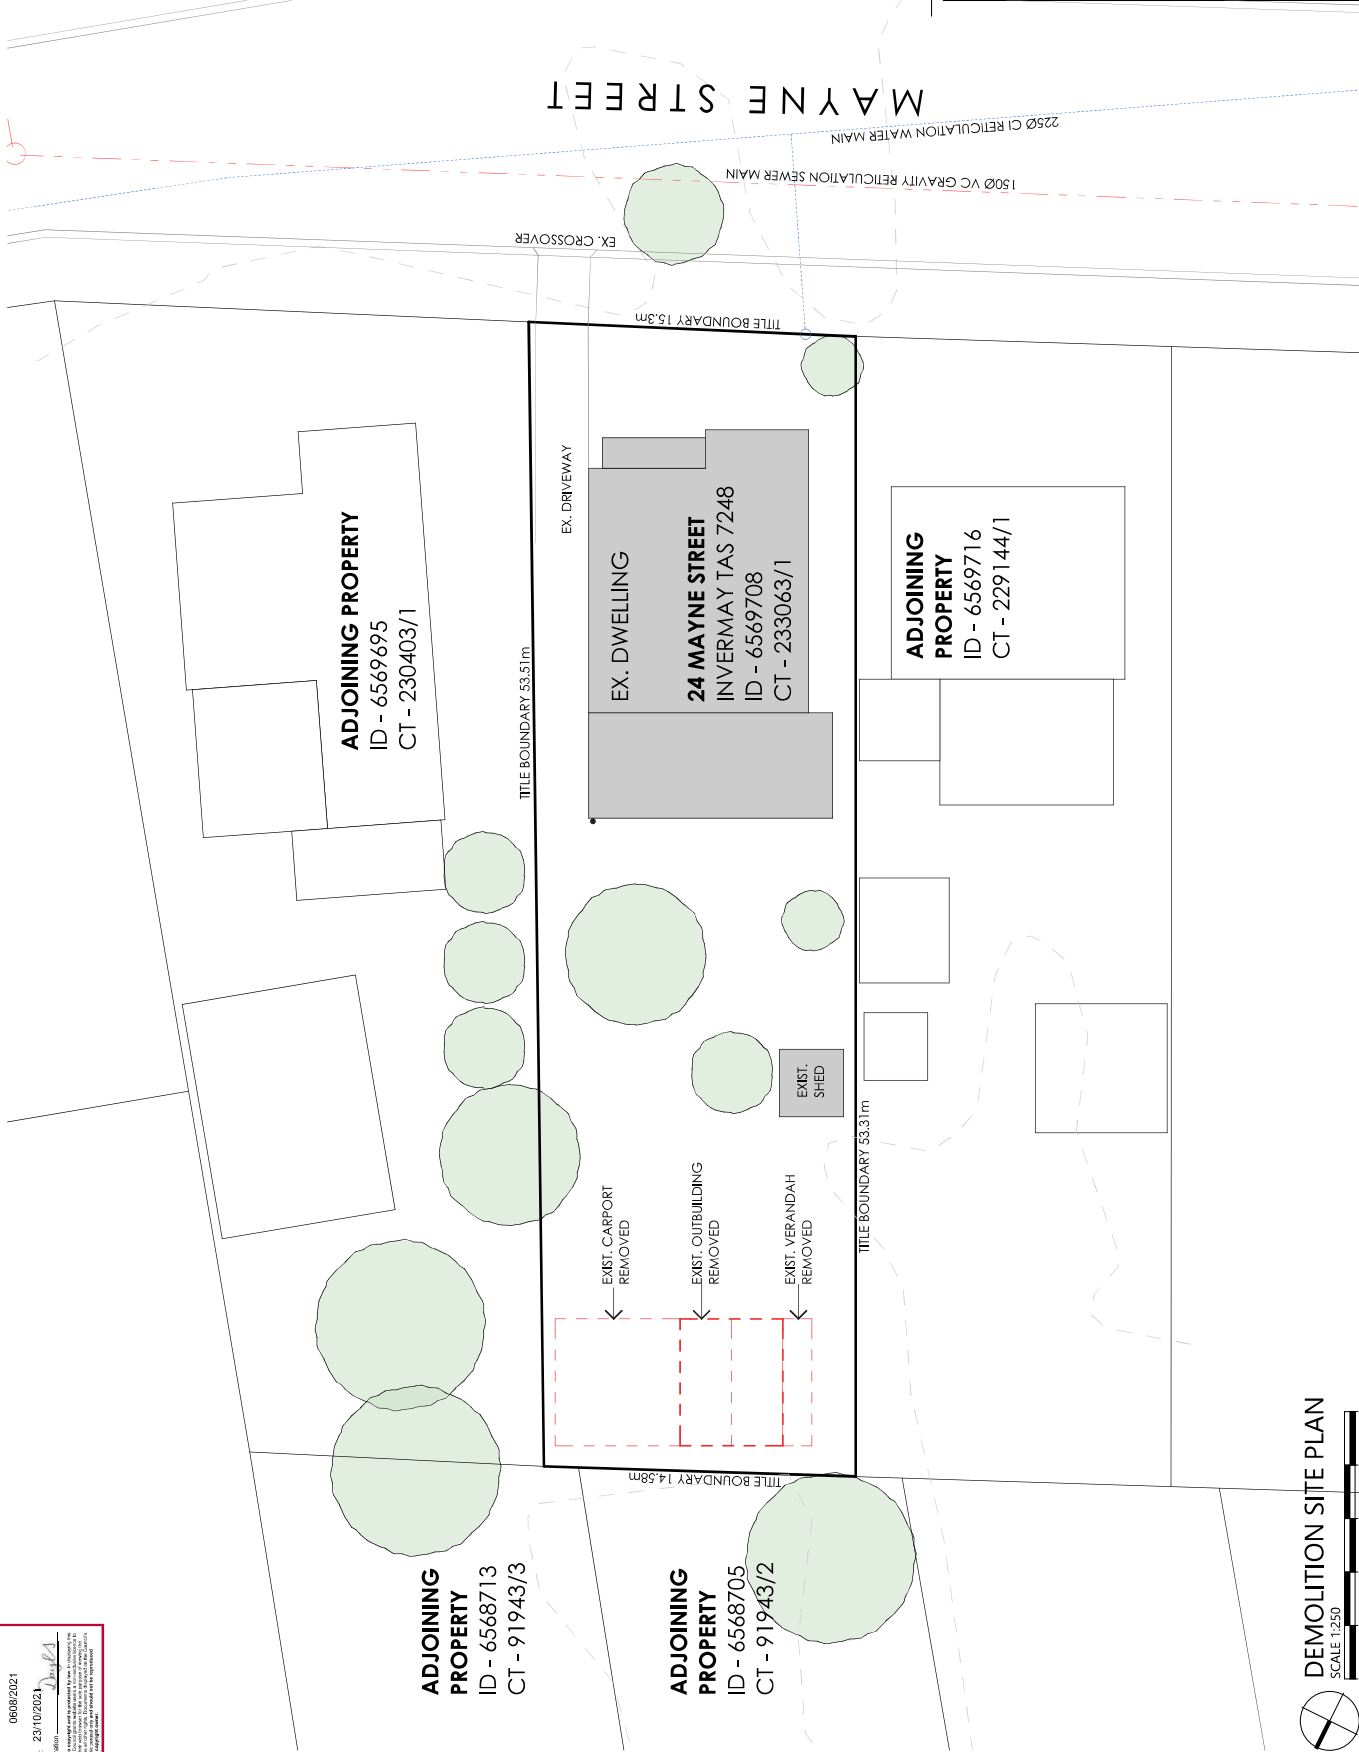 MAYNE STREET
225Ø CI RETICULATION WATER MAIN
150Ø VC GRAVITY RETICULATION SEWER MAIN
EX. CROSSOVER
TITLE BOUNDARY 15.3m
EX. DRIVEWAY
EX. DWELLING
24 MAYNE STREET
INVERMAY TAS 7248
ID - 6569708
CT - 233063/1
ADJOINING PROPERTY
ID - 6569695
CT - 230403/1
ADJOINING
PROPERTY
ID - 6569716
CT - 229144/1
TITLE BOUNDARY 53.51m
EXIST.
SHED
TITLE BOUNDARY 53.31m
EXIST. CARPORT
REMOVED
EXIST. OUTBUILDING
REMOVED
EXIST. VERANDAH
REMOVED
TITLE BOUNDARY 14.58m
ADJOINING
PROPERTY
ID - 6568713
CT - 91943/3
ADJOINING
PROPERTY
ID - 6568705
CT - 91943/2
DEMOLITION SITE PLAN
SCALE 1:250
0608/2021
23/10/2021